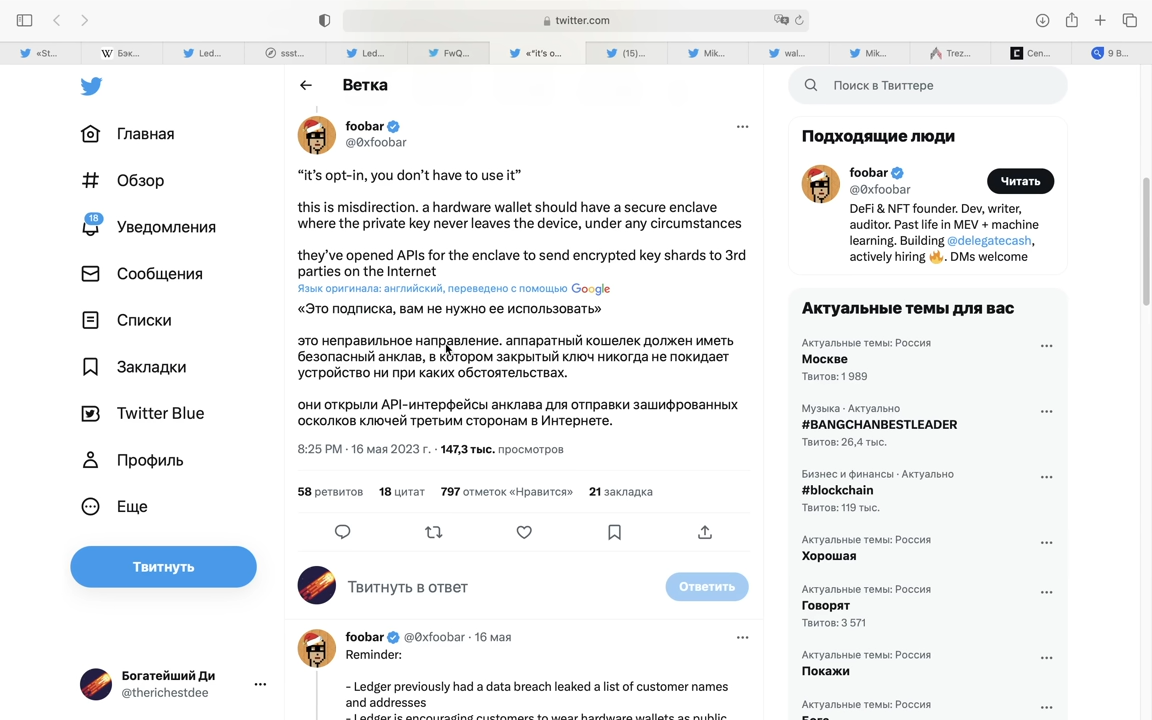 twitter.com
«St...
Бэк...
Led...
ssst...
Led...
FwQ...
«“it's o...
(15)...
Mik...
wal...
Mik...
Trez...
Cen...
9 B...
Главная
Обзор
18
Уведомления
Сообщения
Списки
Закладки
Twitter Blue
Профиль
Еще
Твитнуть
Богатейший Ди
@therichestdee
Ветка
foobar
@0xfoobar
“it’s opt-in, you don’t have to use it”
this is misdirection. a hardware wallet should have a secure enclave
where the private key never leaves the device, under any circumstances
they’ve opened APIs for the enclave to send encrypted key shards to 3rd
parties on the Internet
Язык оригинала: английский, переведено с помощью Google
«Это подписка, вам не нужно ее использовать»
это неправильное направление. аппаратный кошелек должен иметь
безопасный анклав, в котором закрытый ключ никогда не покидает
устройство ни при каких обстоятельствах.
они открыли API-интерфейсы анклава для отправки зашифрованных
осколков ключей третьим сторонам в Интернете.
8:25 PM · 16 мая 2023 г. · 147,3 тыс. просмотров
58 ретвитов 18 цитат 797 отметок «Нравится» 21 закладка
Твитнуть в ответ
Ответить
foobar @0xfoobar · 16 мая
Reminder:
- Ledger previously had a data breach leaked a list of customer names
and addresses
- Ledger is encouraging customers to wear hardware wallets as public
Поиск в Твиттере
Подходящие люди
foobar
@0xfoobar
Читать
DeFi & NFT founder. Dev, writer,
auditor. Past life in MEV + machine
learning. Building @delegatecash,
actively hiring 🔥. DMs welcome
Актуальные темы для вас
Актуальные темы: Россия
Москве
Твитов: 1 989
Музыка · Актуально
#BANGCHANBESTLEADER
Твитов: 26,4 тыс.
Бизнес и финансы · Актуально
#blockchain
Твитов: 119 тыс.
Актуальные темы: Россия
Хорошая
Актуальные темы: Россия
Говорят
Твитов: 3 571
Актуальные темы: Россия
Покажи
Актуальные темы: Россия